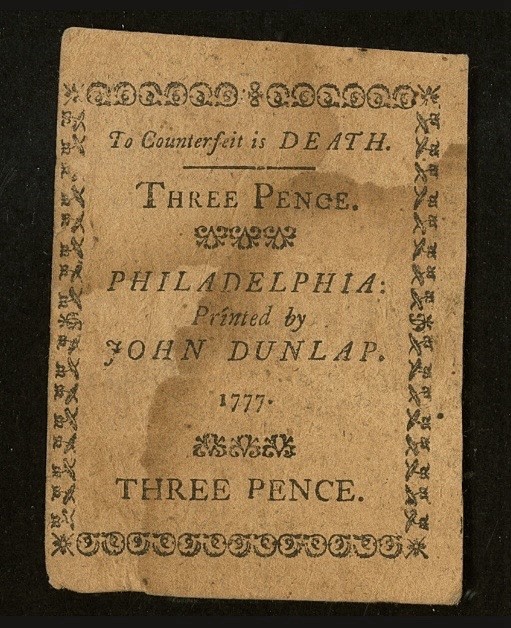 To Counterfeit is DEATH.
THREE PENCE.
PHILADELPHIA:
Printed by
JOHN DUNLAP.
1777.
THREE PENCE.